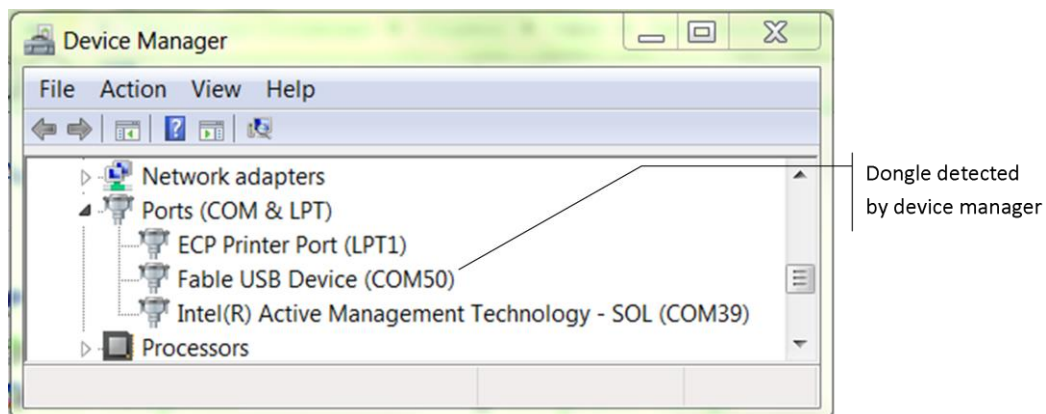 Device Manager
File Action View Help
Network adapters
Ports (COM & LPT)
ECP Printer Port (LPT1)
Fable USB Device (COM50)
Intel(R) Active Management Technology - SOL (COM39)
Processors
Dongle detected
by device manager